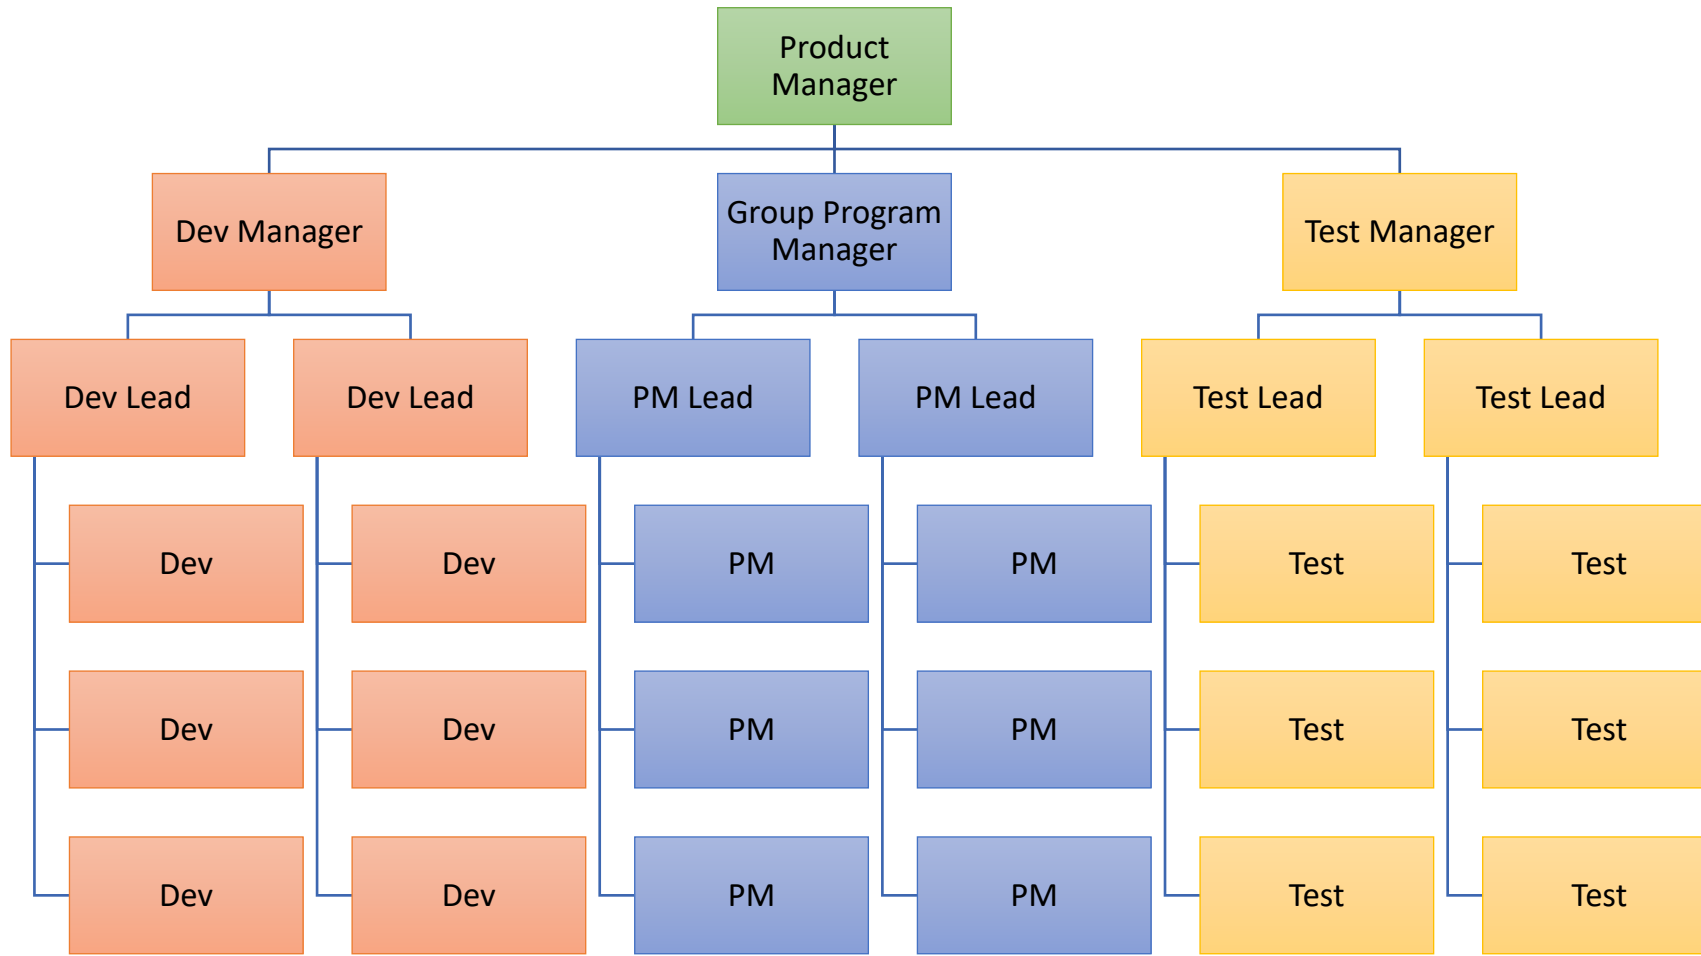 Product
Manager
Dev Manager
Group Program
Manager
Test Manager
Dev Lead
Dev Lead
PM Lead
PM Lead
Test Lead
Test Lead
Dev
Dev
PM
PM
Test
Test
Dev
Dev
PM
PM
Test
Test
Dev
Dev
PM
PM
Test
Test